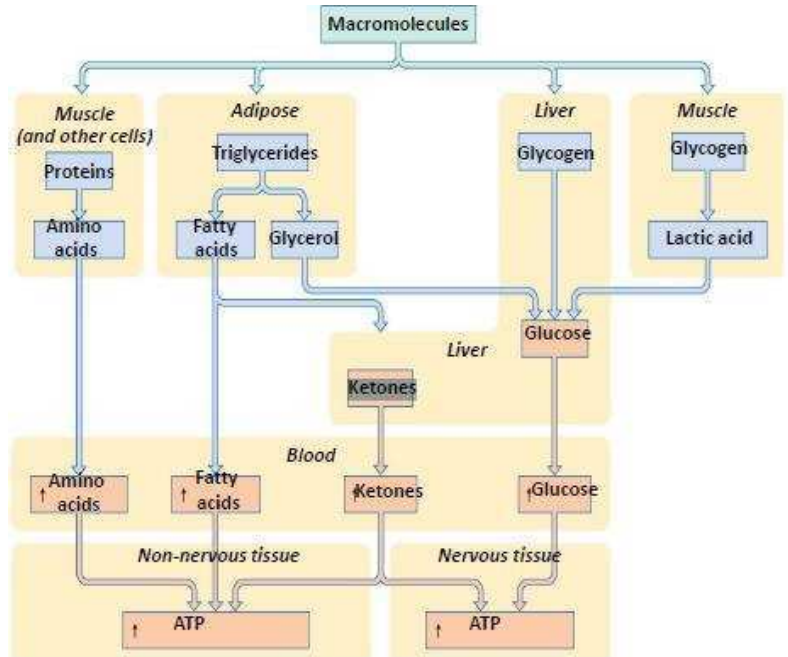 Macromolecules
Muscle
(and other cells)
Adipose
Liver
Muscle
Proteins
Triglycerides
Glycogen
Glycogen
Amino
acids
Fatty
acids
Glycerol
Lactic acid
Glucose
Liver
Ketones
Blood
↑ Amino
acids
↑ Fatty
acids
↑ Ketones
↑ Glucose
Non-nervous tissue
Nervous tissue
↑ ATP
↑ ATP